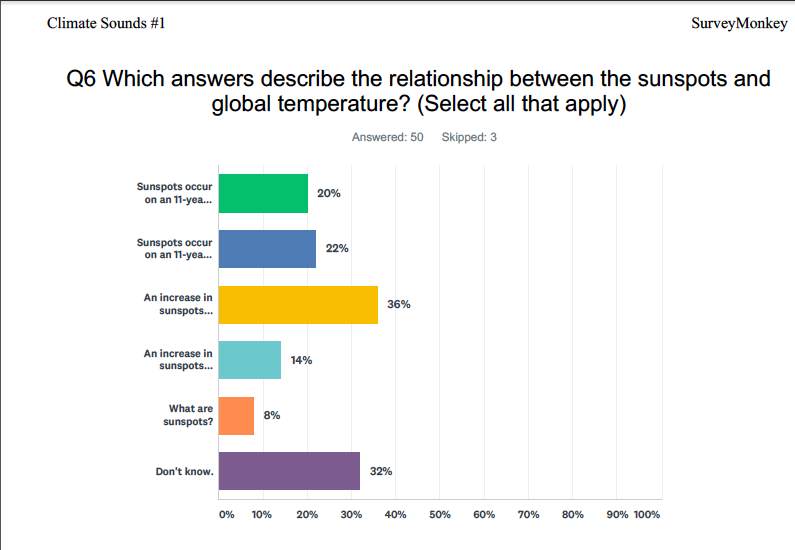 Climate Sounds #1
SurveyMonkey
Q6 Which answers describe the relationship between the sunspots and
global temperature? (Select all that apply)
Answered: 50 Skipped: 3
Sunspots occur
on an 11-yea...
20%
Sunspots occur
on an 11-yea...
22%
An increase in
sunspots...
36%
An increase in
sunspots...
14%
What are
sunspots?
8%
Don't know.
32%
0% 10% 20% 30% 40% 50% 60% 70% 80% 90% 100%